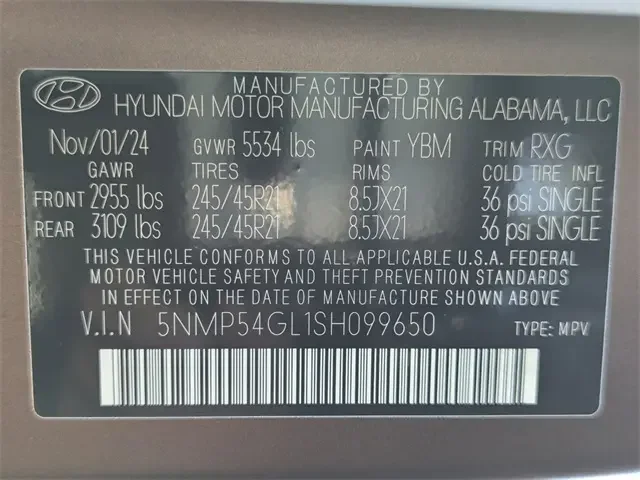 MANUFACTURED BY
HYUNDAI MOTOR MANUFACTURING ALABAMA, LLC
Nov/01/24 GVWR 5534 lbs PAINT YBM TRIM RXG
GAWR TIRES RIMS COLD TIRE INFL
FRONT 2955 lbs 245/45R21 8.5JX21 36 psi SINGLE
REAR 3109 lbs 245/45R21 8.5JX21 36 psi SINGLE
THIS VEHICLE CONFORMS TO ALL APPLICABLE U.S.A. FEDERAL
MOTOR VEHICLE SAFETY AND THEFT PREVENTION STANDARDS
IN EFFECT ON THE DATE OF MANUFACTURE SHOWN ABOVE
V.I.N 5NMP54GL1SH099650 TYPE: M.P.V.